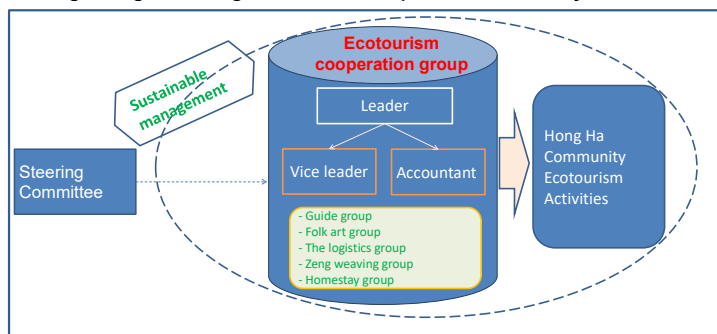 Ecotourism
cooperation group
Sustainable
management
Leader
Steering
Committee
Vice leader
Accountant
Hong Ha
Community
Ecotourism
Activities
- Guide group
- Folk art group
- The logistics group
- Zeng weaving group
- Homestay group